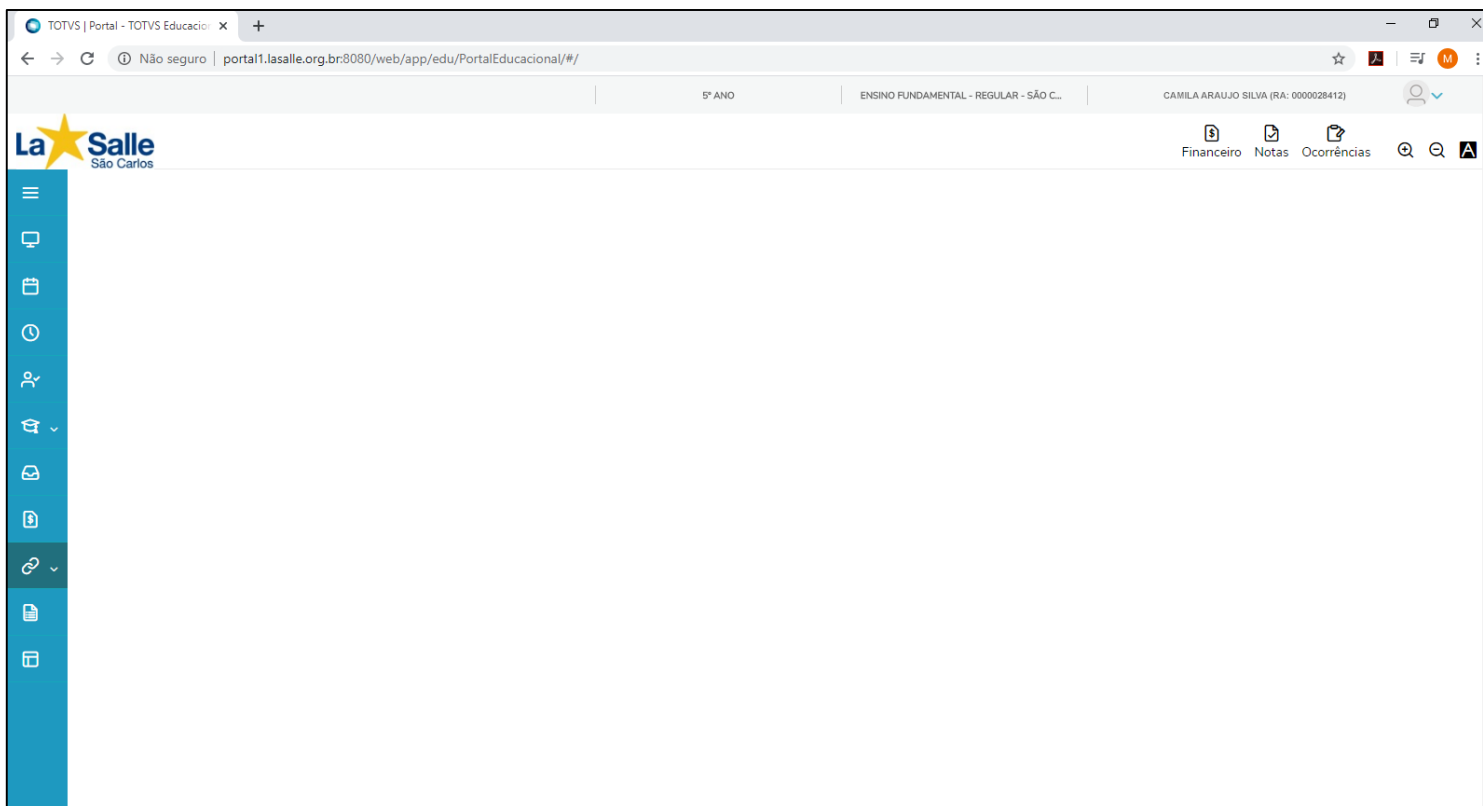 TOTVS | Portal - TOTVS Educacion
Não seguro | portal1.lasalle.org.br:8080/web/app/edu/PortalEducacional/#/
M
5º ANO
ENSINO FUNDAMENTAL - REGULAR - SÃO C...
CAMILA ARAUJO SILVA (RA: 0000028412)
La Salle
São Carlos
Financeiro Notas Ocorrências
A